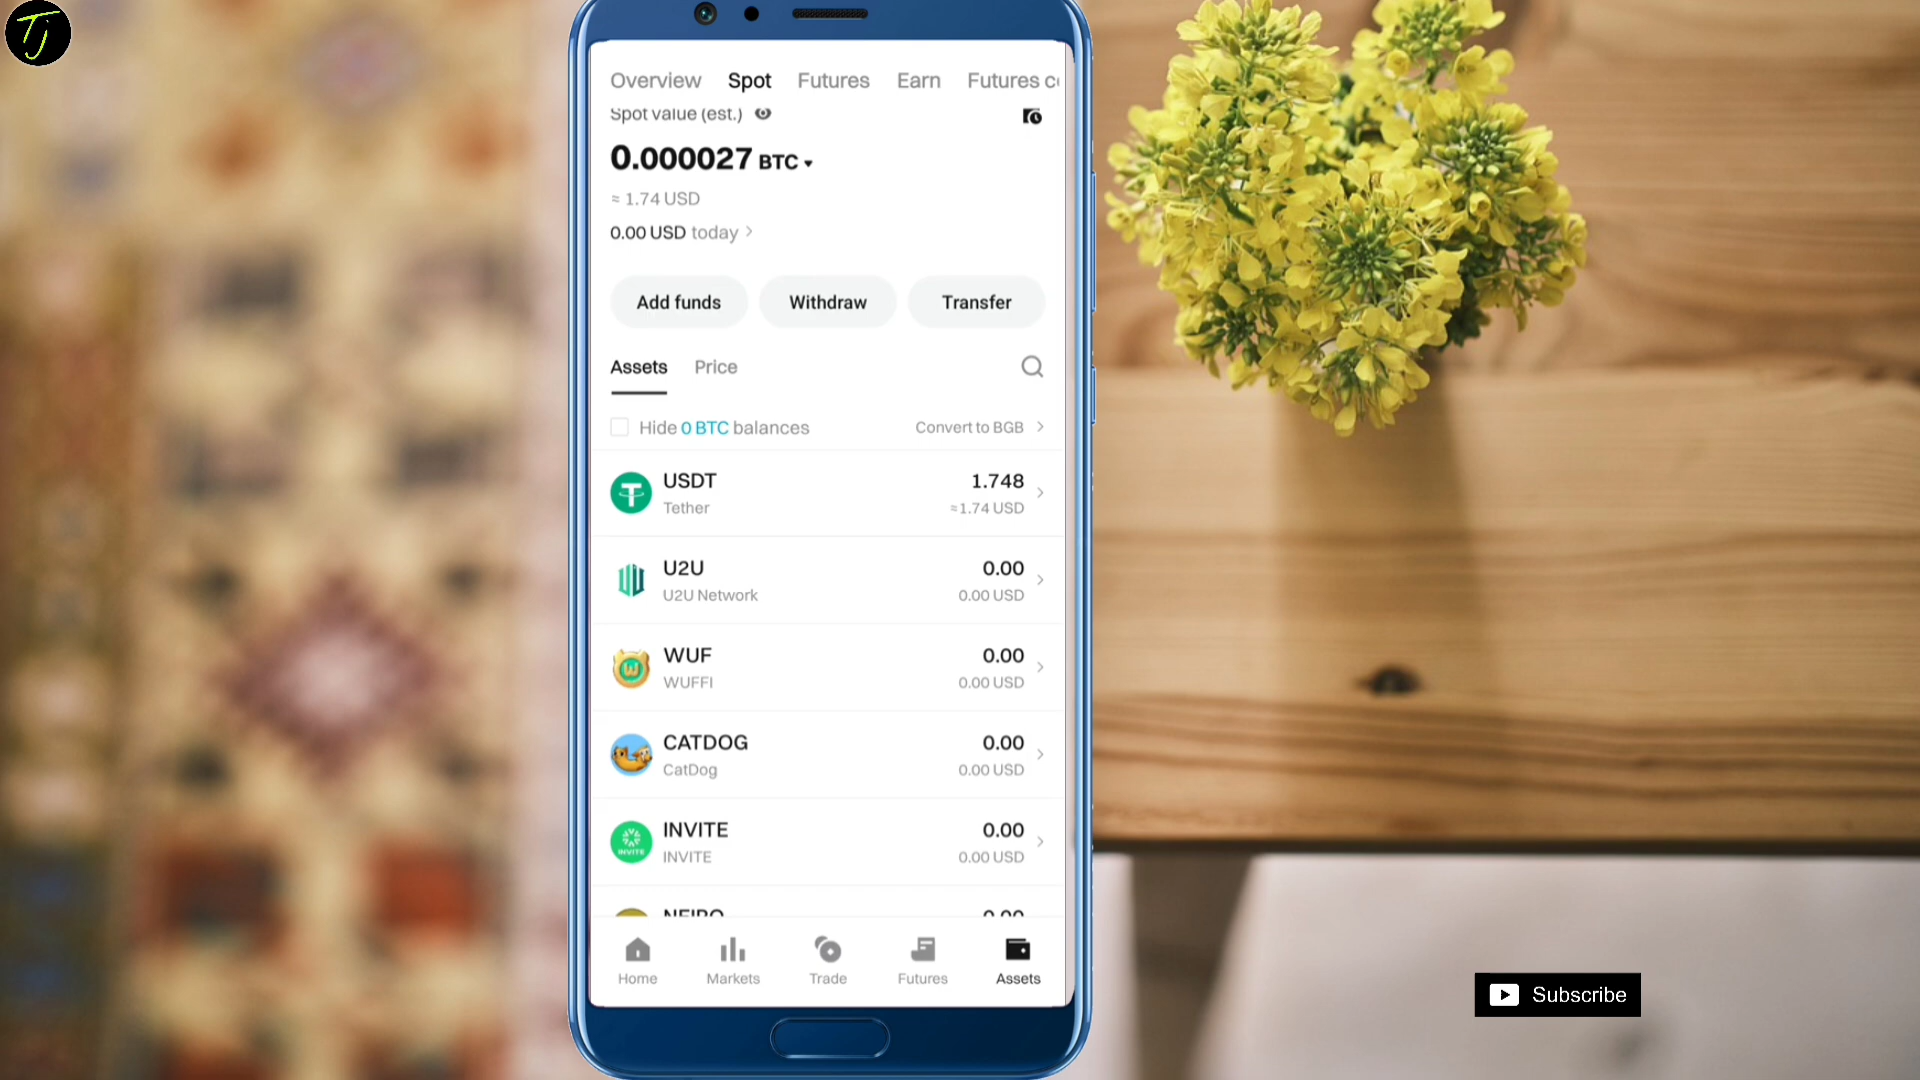 Tj
Overview Spot Futures Earn Futures c
Spot value (est.)
0.000027 BTC
≈ 1.74 USD
0.00 USD today >
Add funds Withdraw Transfer
Assets Price
Hide 0 BTC balances Convert to BGB >
USDT 1.748
Tether ≈1.74 USD
U2U 0.00
U2U Network 0.00 USD
WUF 0.00
WUFFI 0.00 USD
CATDOG 0.00
CatDog 0.00 USD
INVITE 0.00
INVITE 0.00 USD
NEIRO 0.00
Home Markets Trade Futures Assets
Subscribe